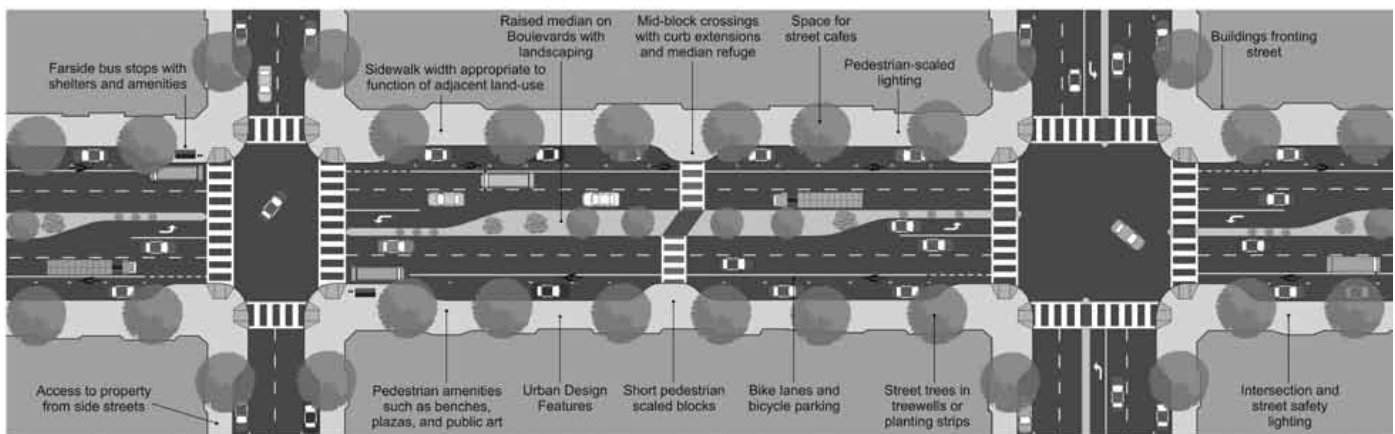 Farside bus stops with
shelters and amenities
Sidewalk width appropriate to
function of adjacent land-use
Raised median on
Boulevards with
landscaping
Mid-block crossings
with curb extensions
and median refuge
Space for
street cafes
Pedestrian-scaled
lighting
Buildings fronting
street
Access to property
from side streets
Pedestrian amenities
such as benches,
plazas, and public art
Urban Design
Features
Short pedestrian
scaled blocks
Bike lanes and
bicycle parking
Street trees in
treewells or
planting strips
Intersection and
street safety
lighting